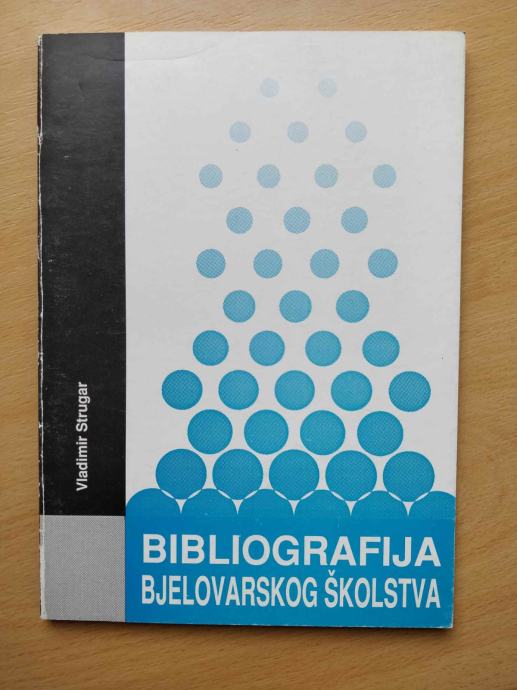 Vladimir Strugar
BIBLIOGRAFIJA
BJELOVARSKOG ŠKOLSTVA